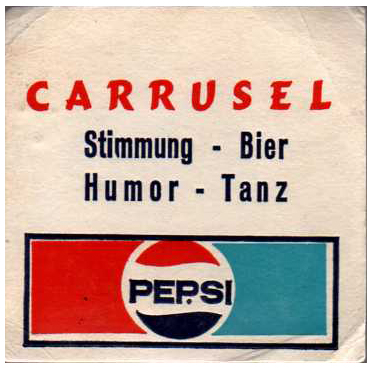 CARRUSEL
Stimmung - Bier
Humor - Tanz
PEPSI